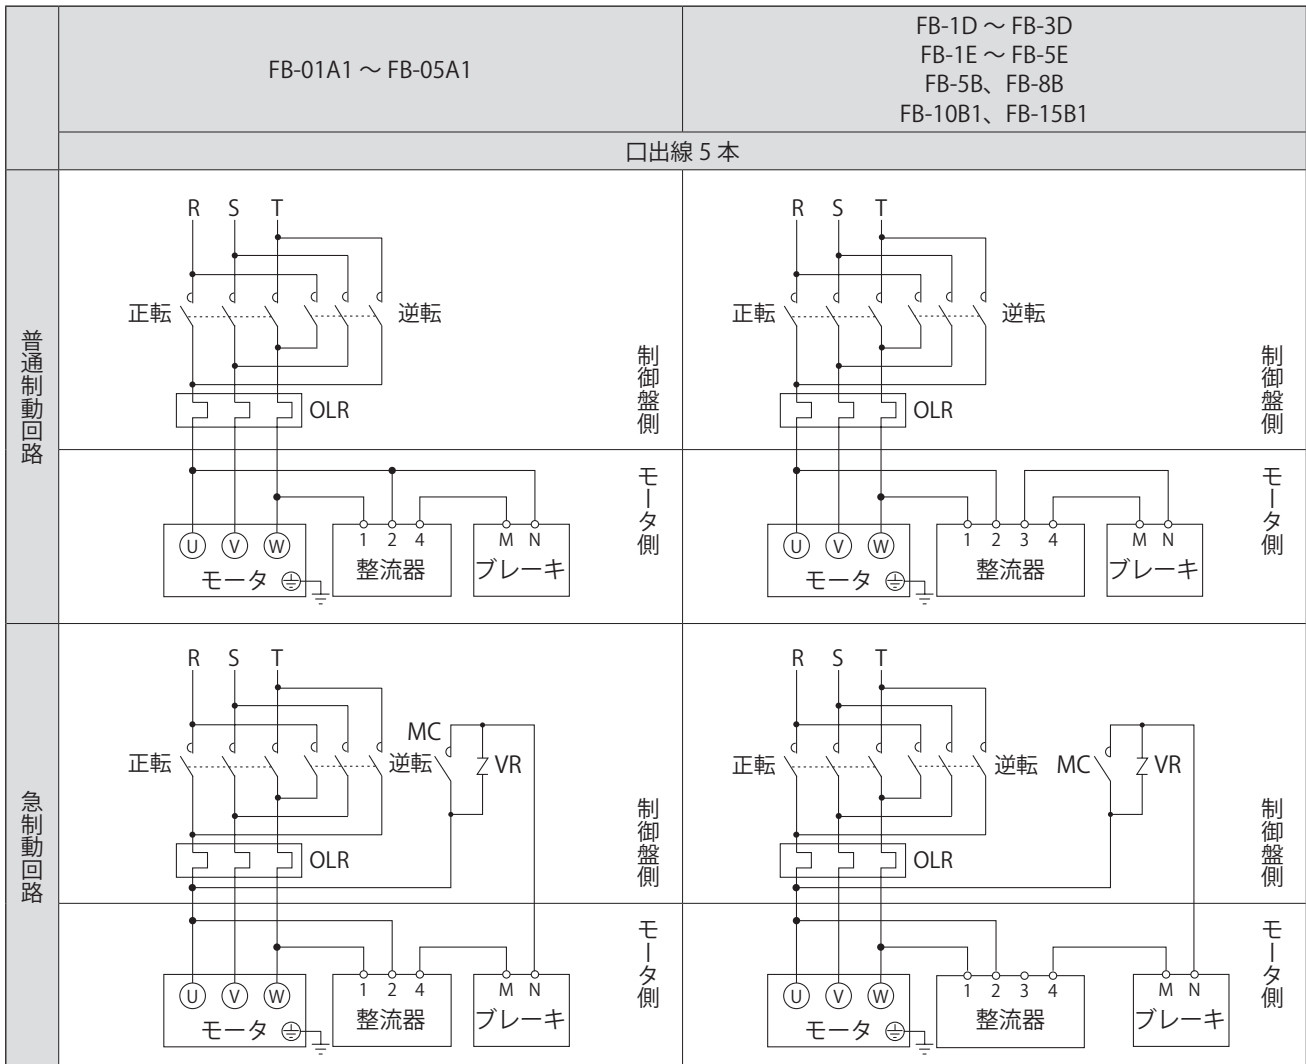 FB-01A1 ～ FB-05A1
FB-1D ～ FB-3D
FB-1E ～ FB-5E
FB-5B、FB-8B
FB-10B1、FB-15B1
口出線 5 本
普通制動回路
R S T
正転
逆転
OLR
制御盤側
モータ側
U V W
モータ
1 2 4
整流器
M N
ブレーキ
R S T
正転
逆転
OLR
制御盤側
モータ側
U V W
モータ
1 2 3 4
整流器
M N
ブレーキ
急制動回路
R S T
MC
正転
逆転
VR
OLR
制御盤側
モータ側
U V W
モータ
1 2 4
整流器
M N
ブレーキ
R S T
正転
逆転
MC
VR
OLR
制御盤側
モータ側
U V W
モータ
1 2 3 4
整流器
M N
ブレーキ